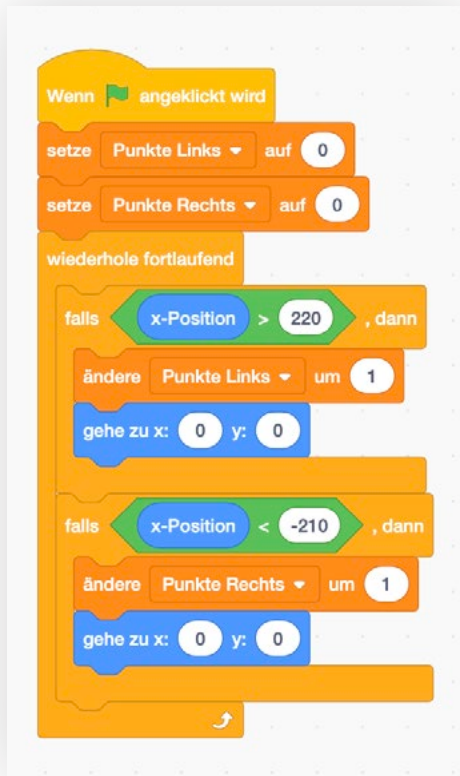 Wenn angeklickt wird
setze Punkte Links auf 0
setze Punkte Rechts auf 0
wiederhole fortlaufend
falls x-Position > 220 , dann
ändere Punkte Links um 1
gehe zu x: 0 y: 0
falls x-Position < -210 , dann
ändere Punkte Rechts um 1
gehe zu x: 0 y: 0